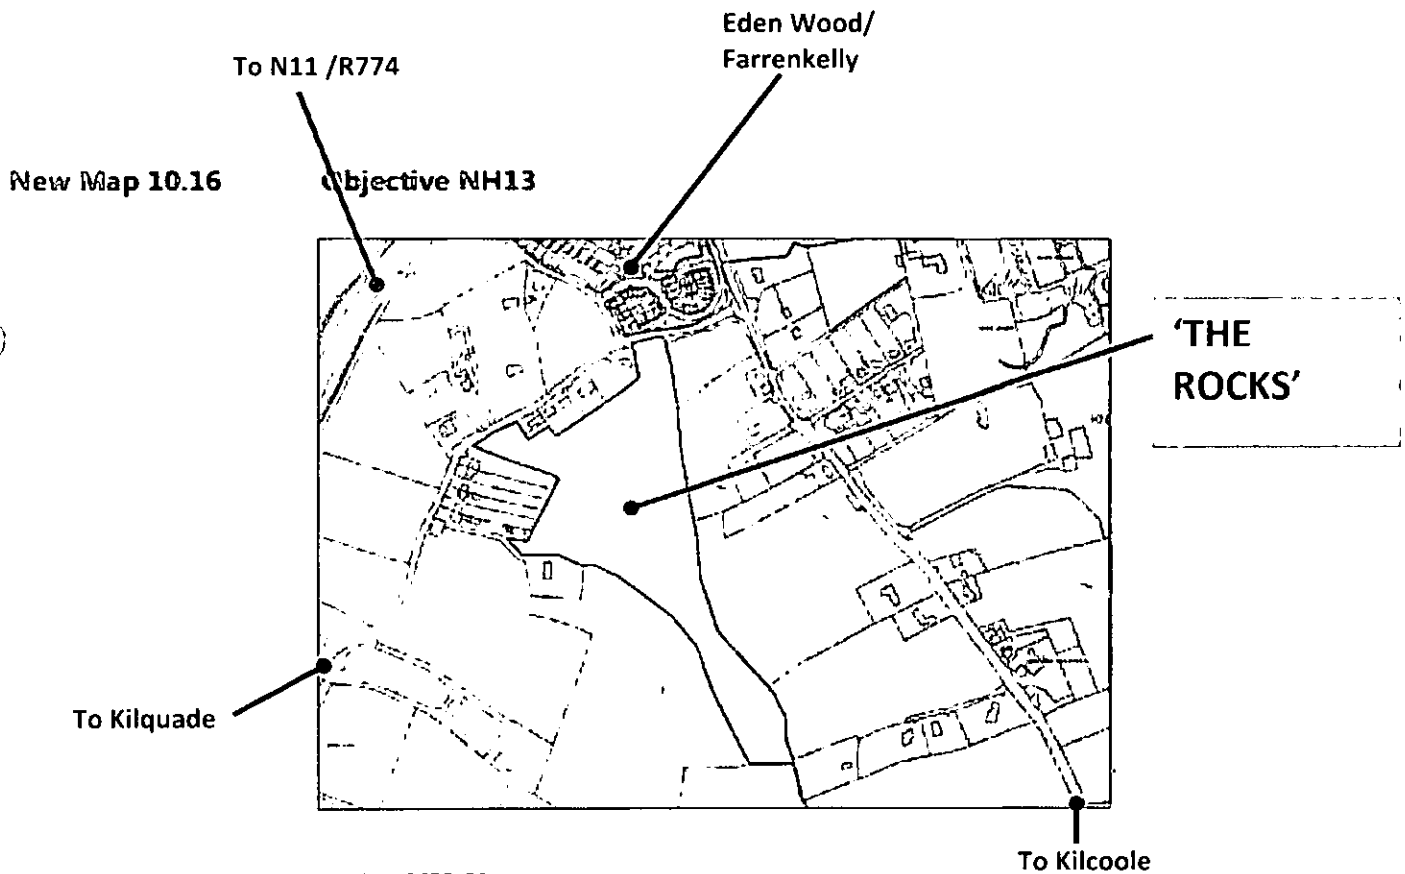 Eden Wood/
Farrenkelly
To N11 /R774
New Map 10.16 Objective NH13
'THE
ROCKS'
To Kilquade
To Kilcoole